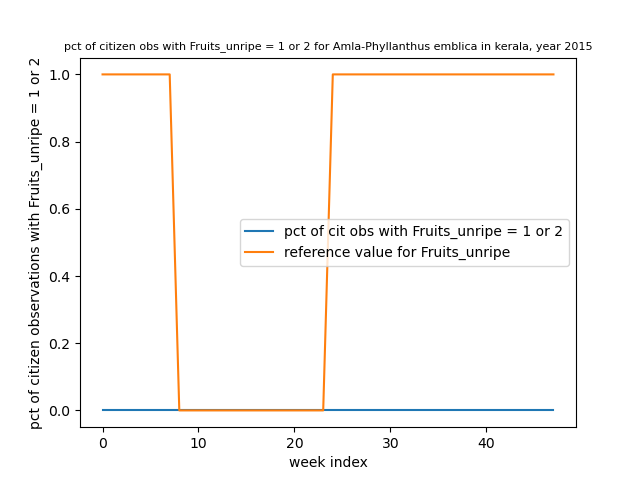 pct of citizen obs with Fruits_unripe = 1 or 2 for Amla-Phyllanthus emblica in kerala, year 2015
pct of citizen observations with Fruits_unripe = 1 or 2
1.0
0.8
0.6
0.4
0.2
0.0
pct of cit obs with Fruits_unripe = 1 or 2
reference value for Fruits_unripe
0 10 20 30 40
week index